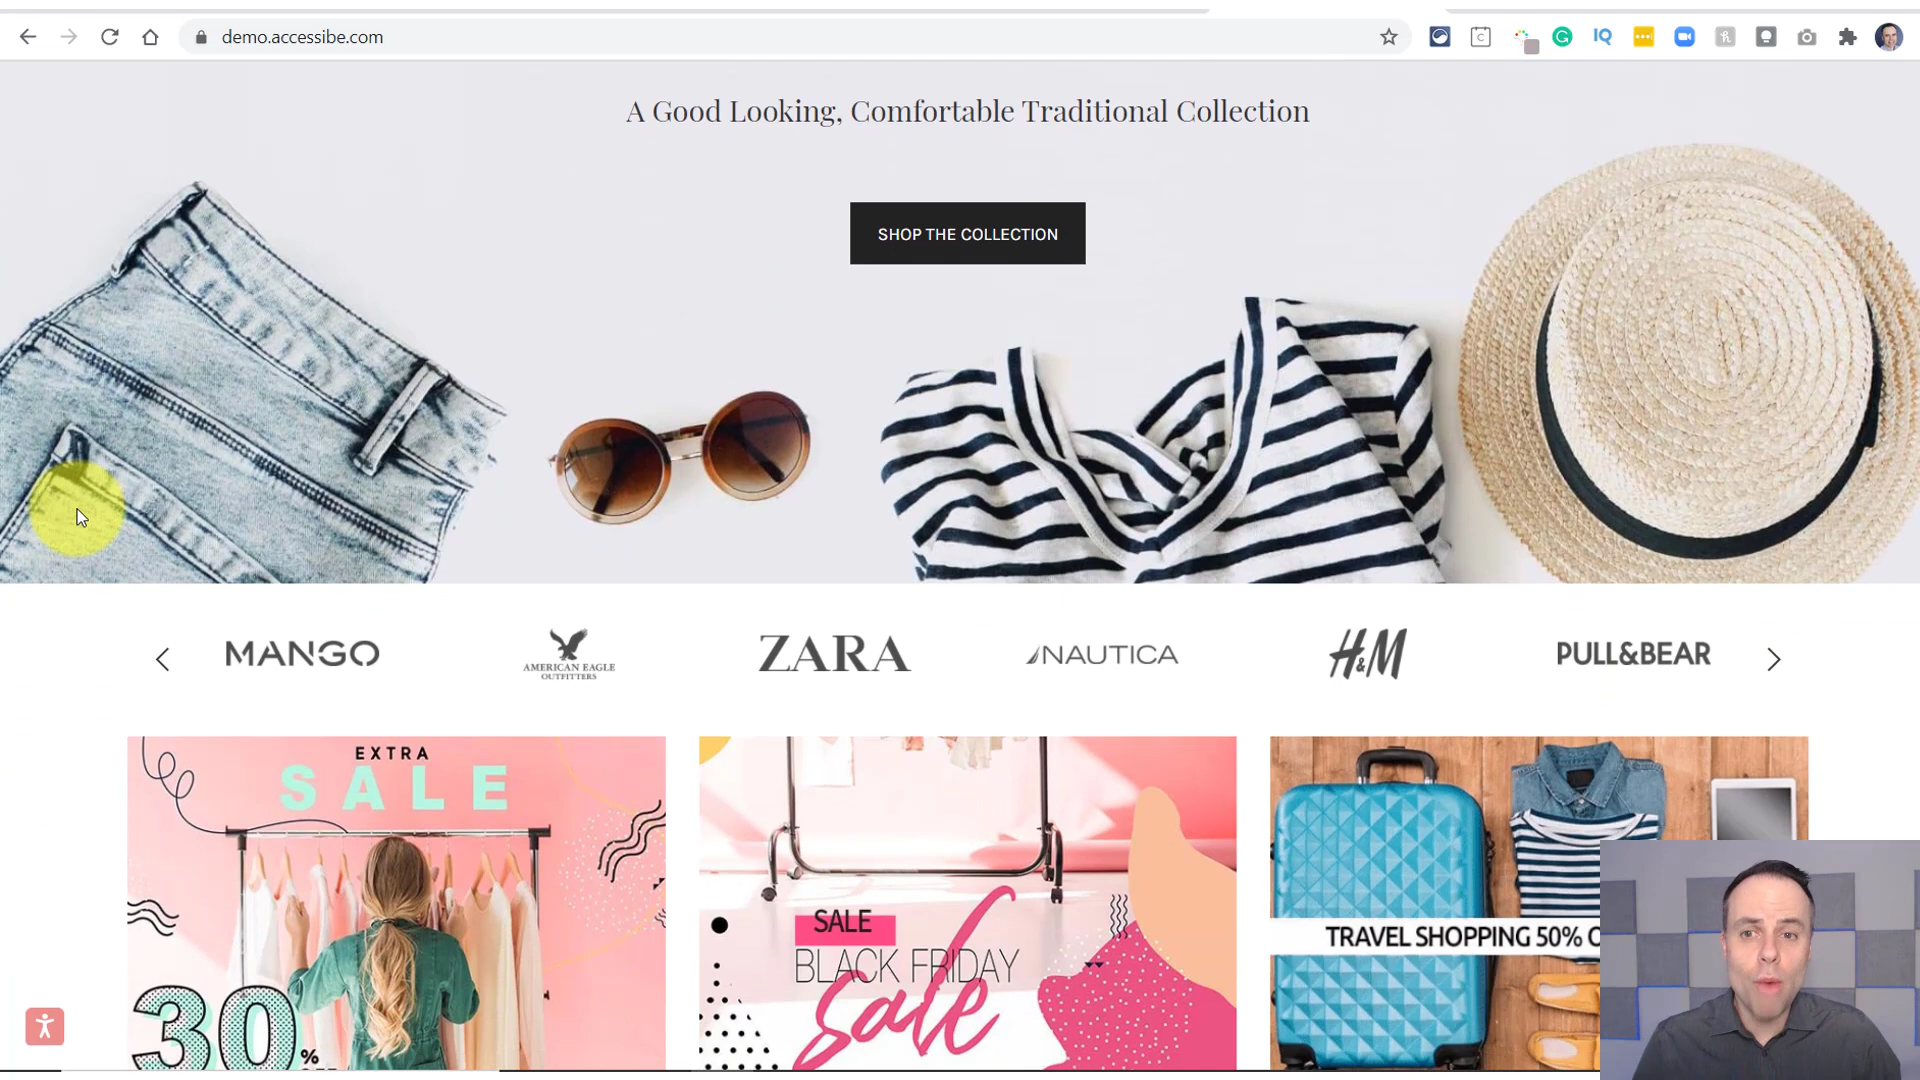 demo.accessibe.com
IQ
A Good Looking, Comfortable Traditional Collection
SHOP THE COLLECTION
MANGO
AMERICAN EAGLE
OUTFITTERS
ZARA
NAUTICA
H&M
PULL&BEAR
EXTRA
SALE
30%
SALE
BLACK FRIDAY
sale
TRAVEL SHOPPING 50%